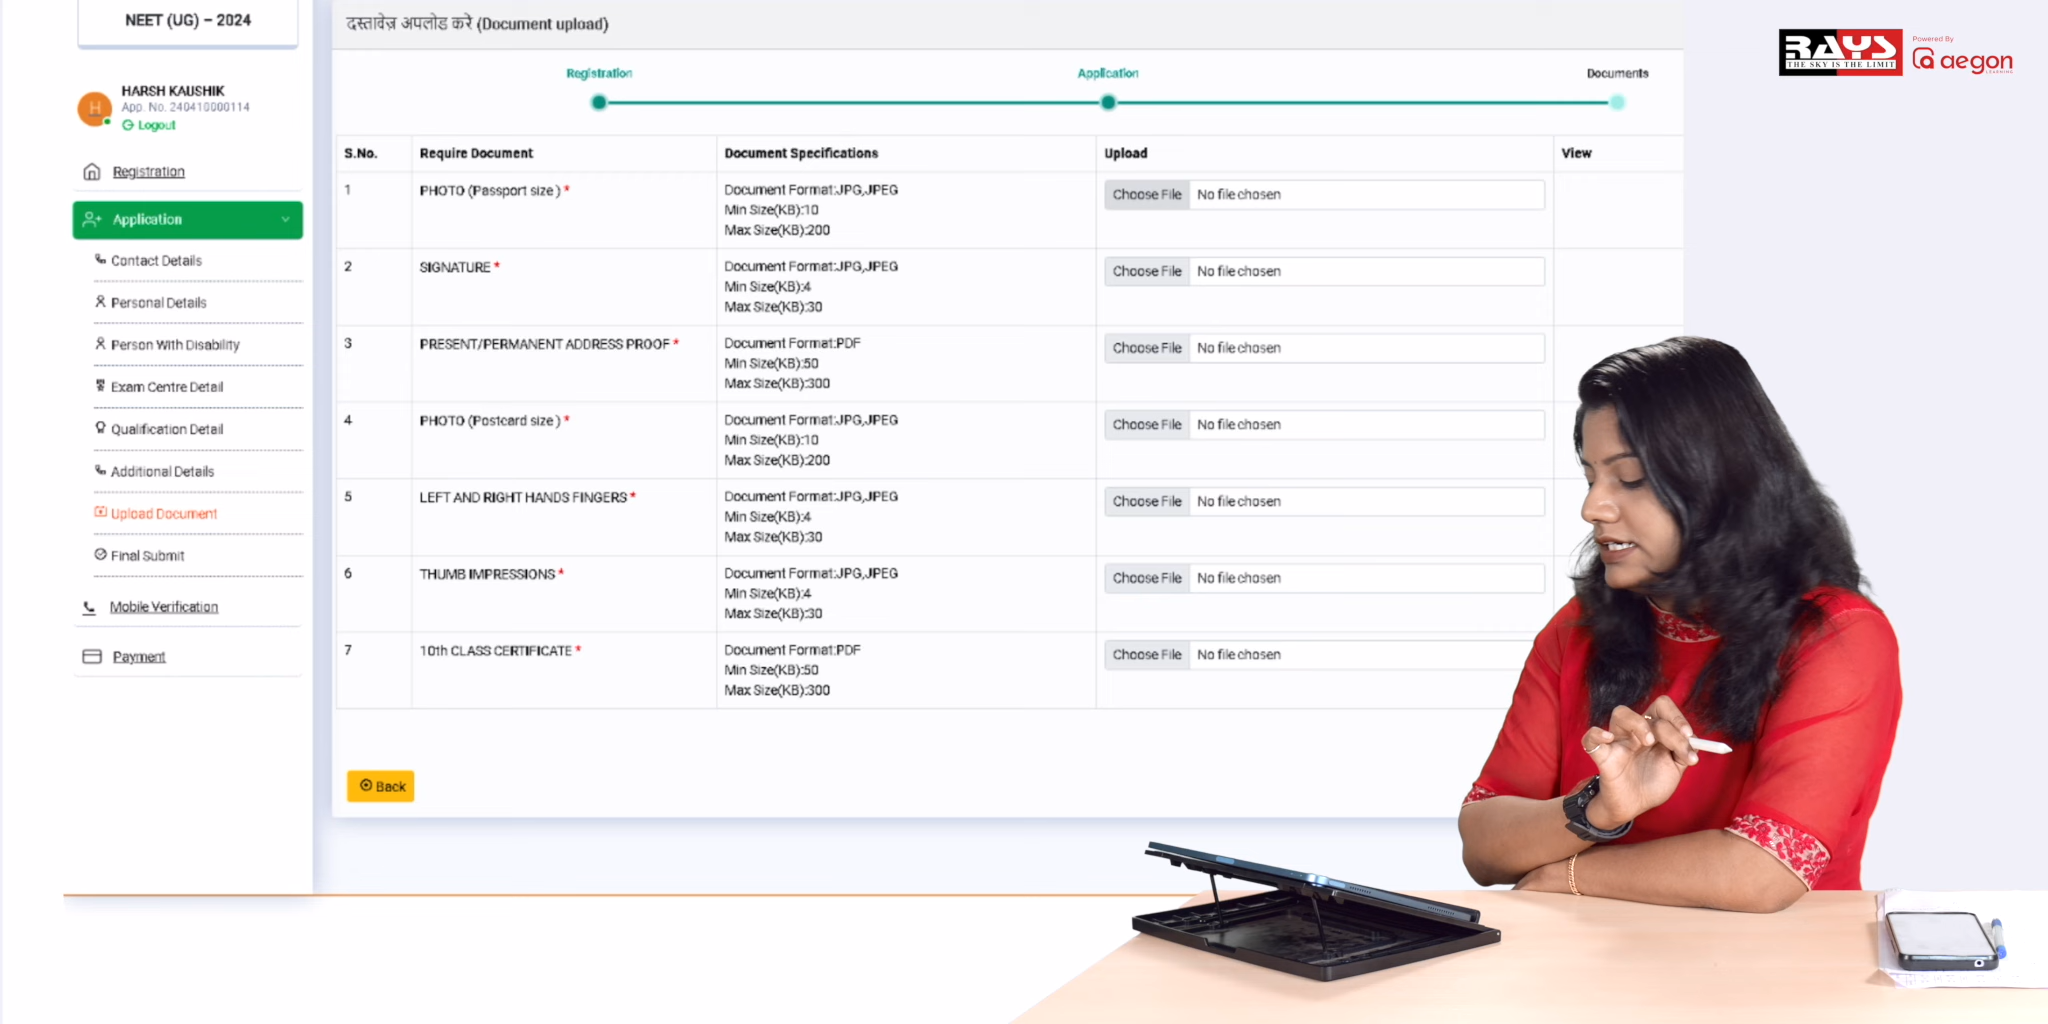 NEET (UG) – 2024
HARSH KAUSHIK
App. No. 240410000114
Logout
Registration
Application
Contact Details
Personal Details
Person With Disability
Exam Centre Detail
Qualification Detail
Additional Details
Upload Document
Final Submit
Mobile Verification
Payment
दस्तावेज़ अपलोड करे (Document upload)
Registration Application Documents
S.No. Require Document Document Specifications Upload View
1 PHOTO (Passport size ) * Document Format:JPG,JPEG Choose File No file chosen
Min Size(KB):10
Max Size(KB):200
2 SIGNATURE * Document Format:JPG,JPEG Choose File No file chosen
Min Size(KB):4
Max Size(KB):30
3 PRESENT/PERMANENT ADDRESS PROOF * Document Format:PDF Choose File No file chosen
Min Size(KB):50
Max Size(KB):300
4 PHOTO (Postcard size ) * Document Format:JPG,JPEG Choose File No file chosen
Min Size(KB):10
Max Size(KB):200
5 LEFT AND RIGHT HANDS FINGERS * Document Format:JPG,JPEG Choose File No file chosen
Min Size(KB):4
Max Size(KB):30
6 THUMB IMPRESSIONS * Document Format:JPG,JPEG Choose File No file chosen
Min Size(KB):4
Max Size(KB):30
7 10th CLASS CERTIFICATE * Document Format:PDF Choose File No file chosen
Min Size(KB):50
Max Size(KB):300
Back
RAYS
THE SKY IS THE LIMIT
Powered By
aegon
LEARNING